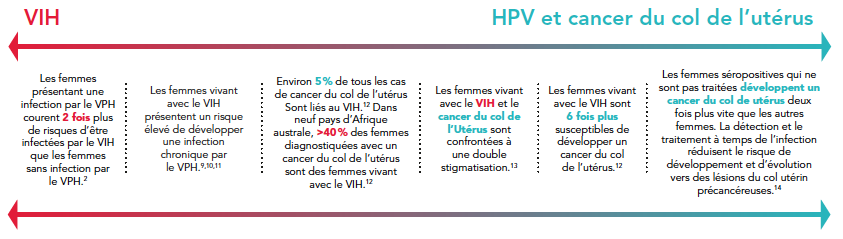 VIH
HPV et cancer du col de l'utérus
Les femmes
présentant une
infection par le VPH
courent 2 fois plus
de risques d'être
infectées par le VIH
que les femmes
sans infection par
le VPH.2
Les femmes vivant
avec le VIH
présentent un risque
élevé de développer
une infection
chronique par
le VPH.9,10,11
Environ 5 % de tous les cas
de cancer du col de l'utérus
Sont liés au VIH.12 Dans
neuf pays d'Afrique
australe, >40 % des femmes
diagnostiquées avec un
cancer du col de l'utérus
sont des femmes vivant
avec le VIH.12
Les femmes vivant
avec le VIH et le
cancer du col de
l'Utérus sont
confrontées à
une double
stigmatisation.13
Les femmes vivant
avec le VIH sont
6 fois plus
susceptibles de
développer un
cancer du col
de l'utérus.12
Les femmes séropositives qui ne
sont pas traitées développent un
cancer du col de utérus deux
fois plus vite que les autres
femmes. La détection et le
traitement à temps de l'infection
réduisent le risque de
développement et d'évolution
vers des lésions du col utérin
précancéreuses.14